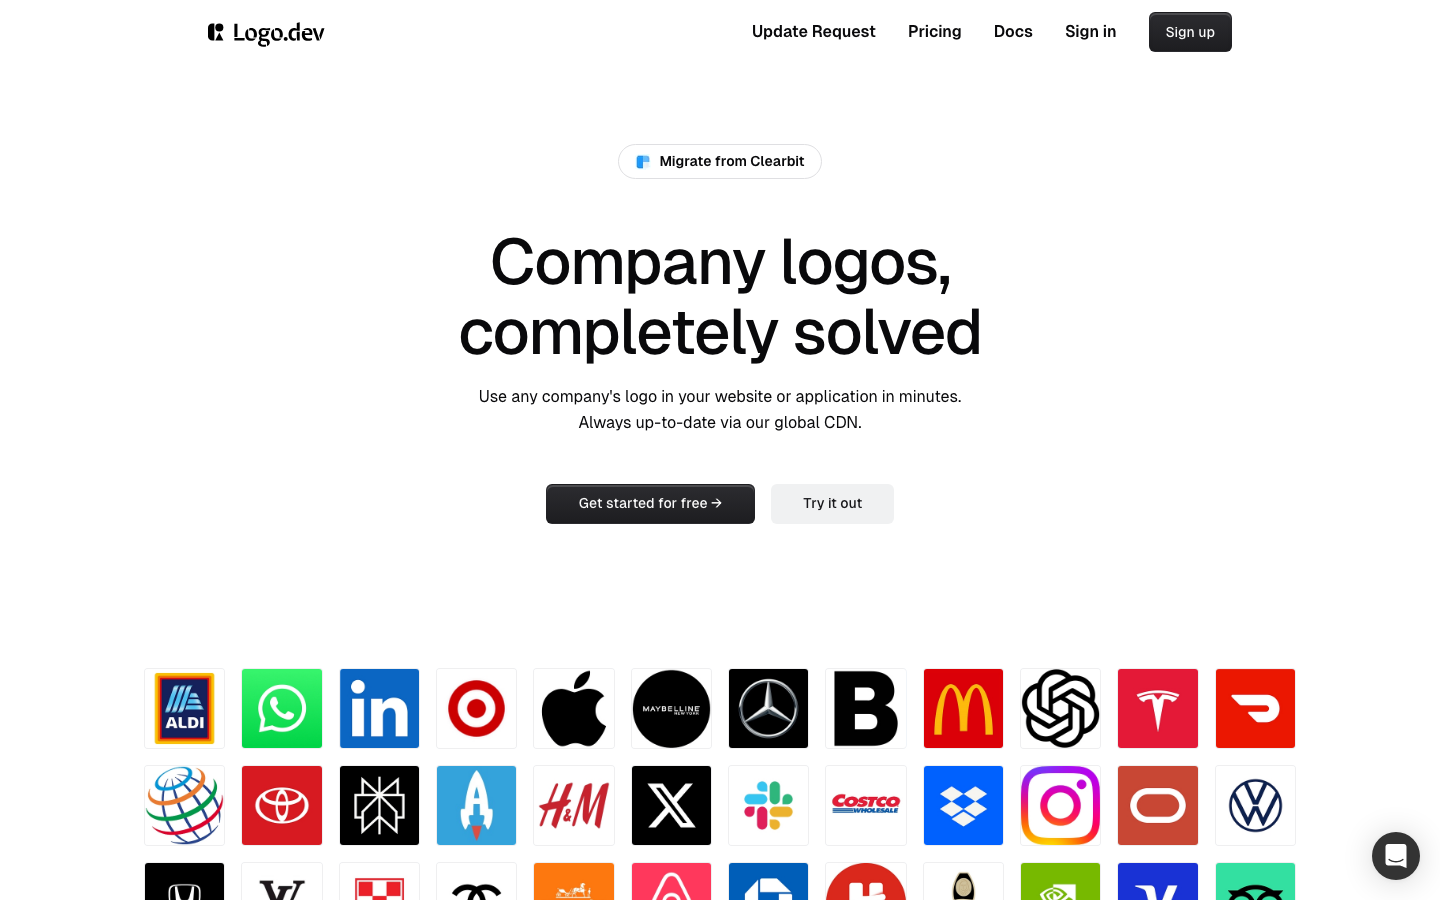 Logo.dev
Update Request
Pricing
Docs
Sign in
Sign up
Migrate from Clearbit
Company logos,
completely solved
Use any company's logo in your website or application in minutes.
Always up-to-date via our global CDN.
Get started for free →
Try it out
ALDI
in
MAYBELLINE
NEW YORK
B
H&M
X
COSTCO
WHOLESALE